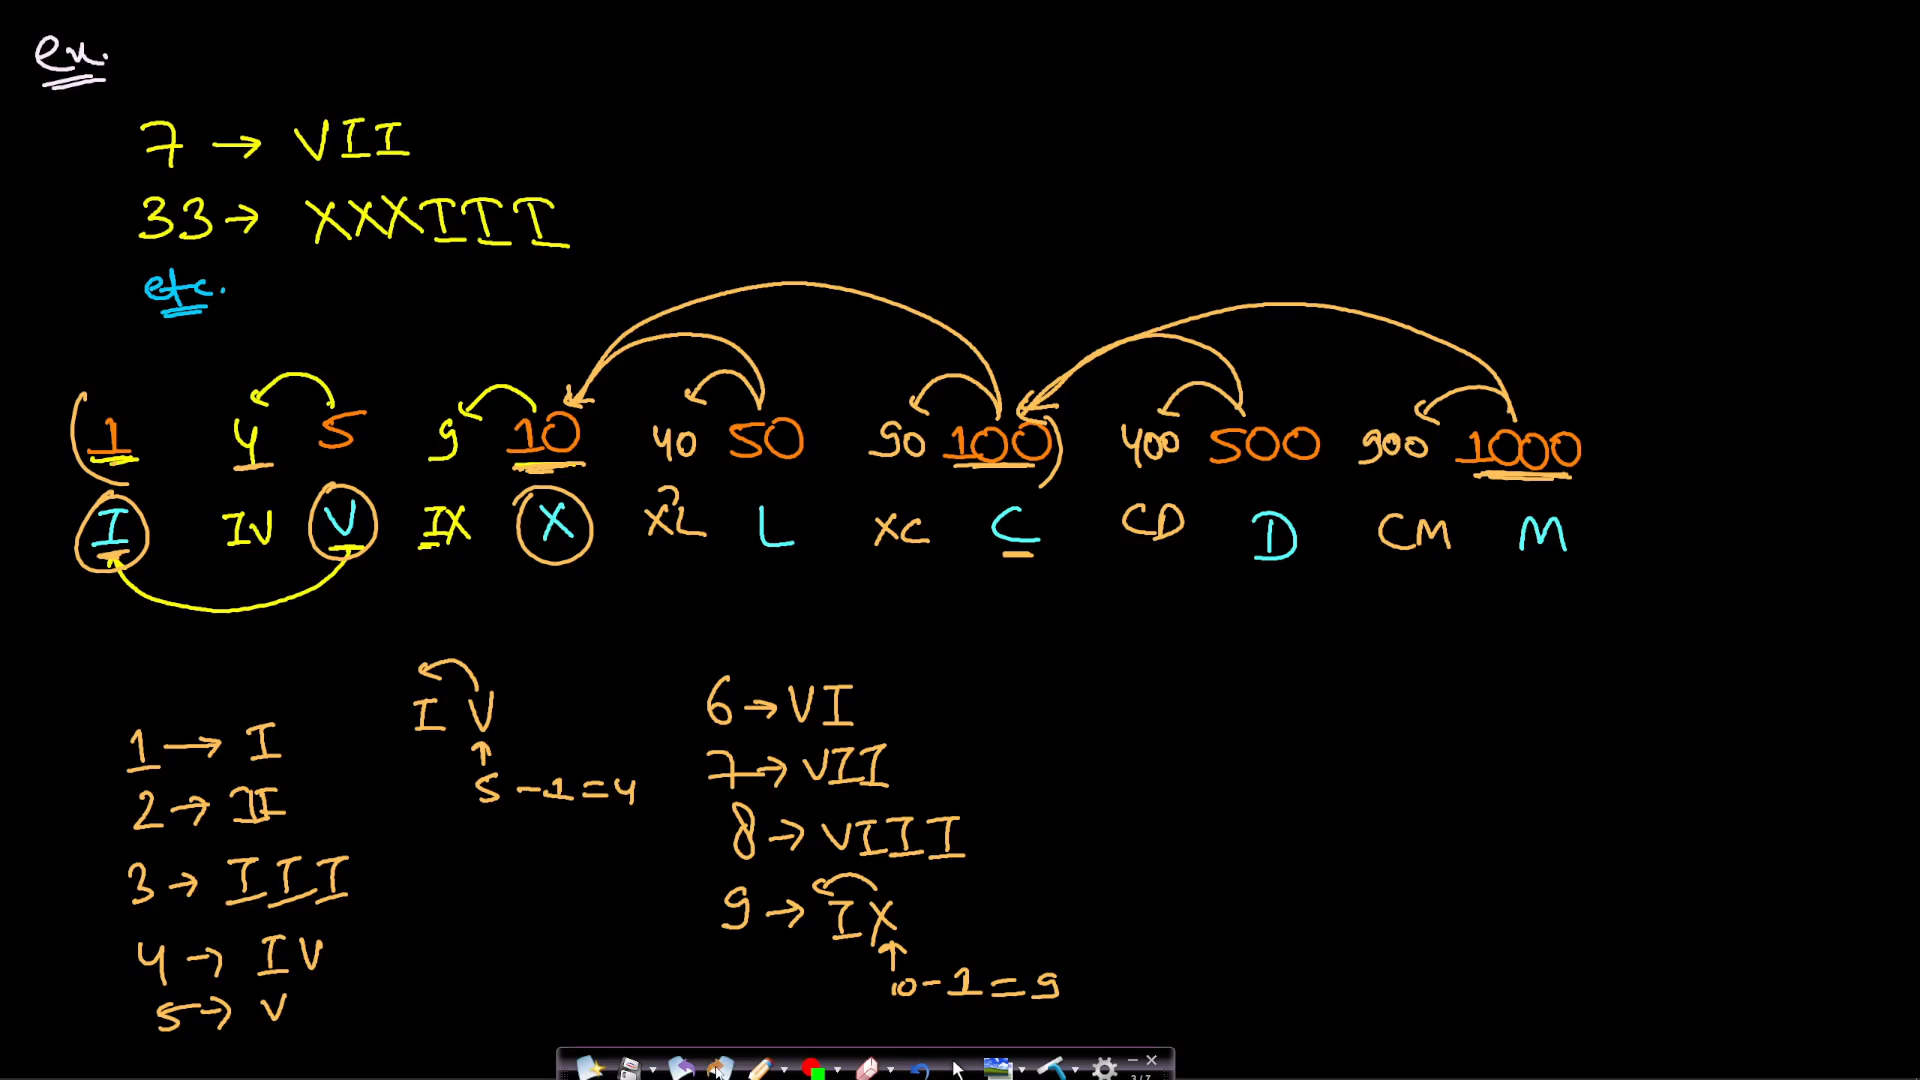 ex.
7 → VII
33 → XXXIII
etc.
1 4 5 9 10 40 50 90 100 400 500 900 1000
I IV V IX X XL L XC C CD D CM M
1 → I
2 → II
3 → III
4 → IV
5 → V
I V
5 - 1 = 4
6 → VI
7 → VII
8 → VIII
9 → IX
10 - 1 = 9
3/7